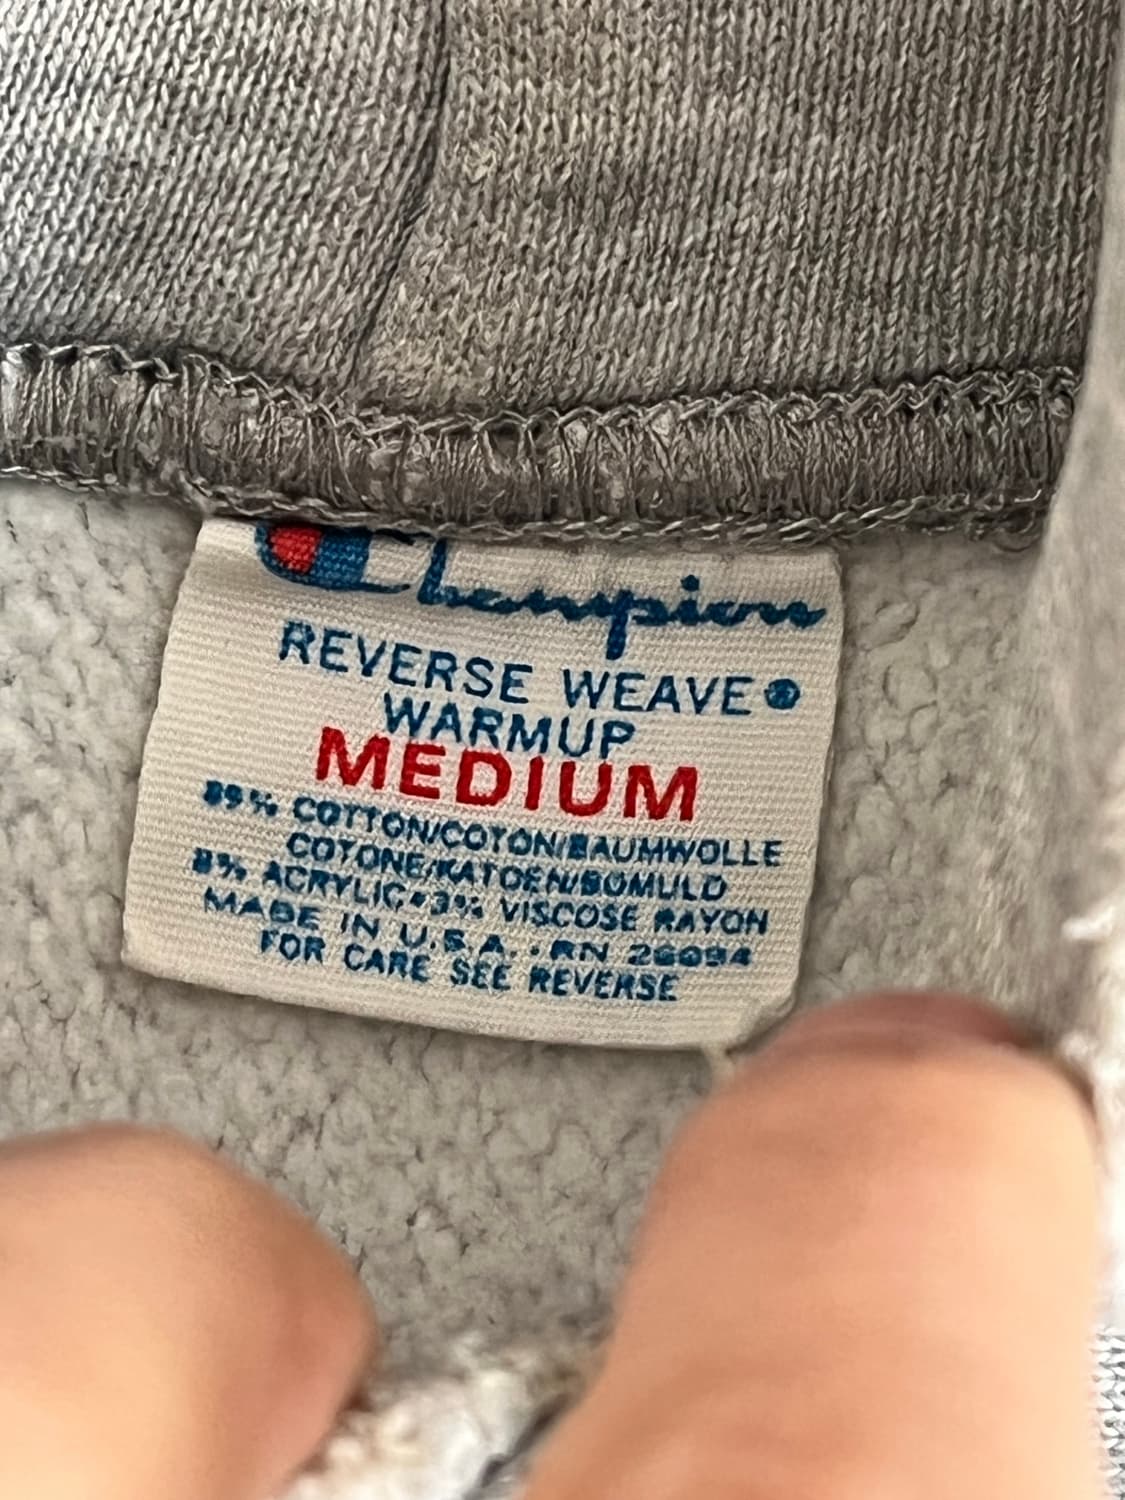 Champion
REVERSE WEAVE®
WARMUP
MEDIUM
89% COTTON/COTON/BAUMWOLLE
COTONE/KATOEN/BOMULD
8% ACRYLIC•3% VISCOSE RAYON
MADE IN U.S.A. • RN 26094
FOR CARE SEE REVERSE